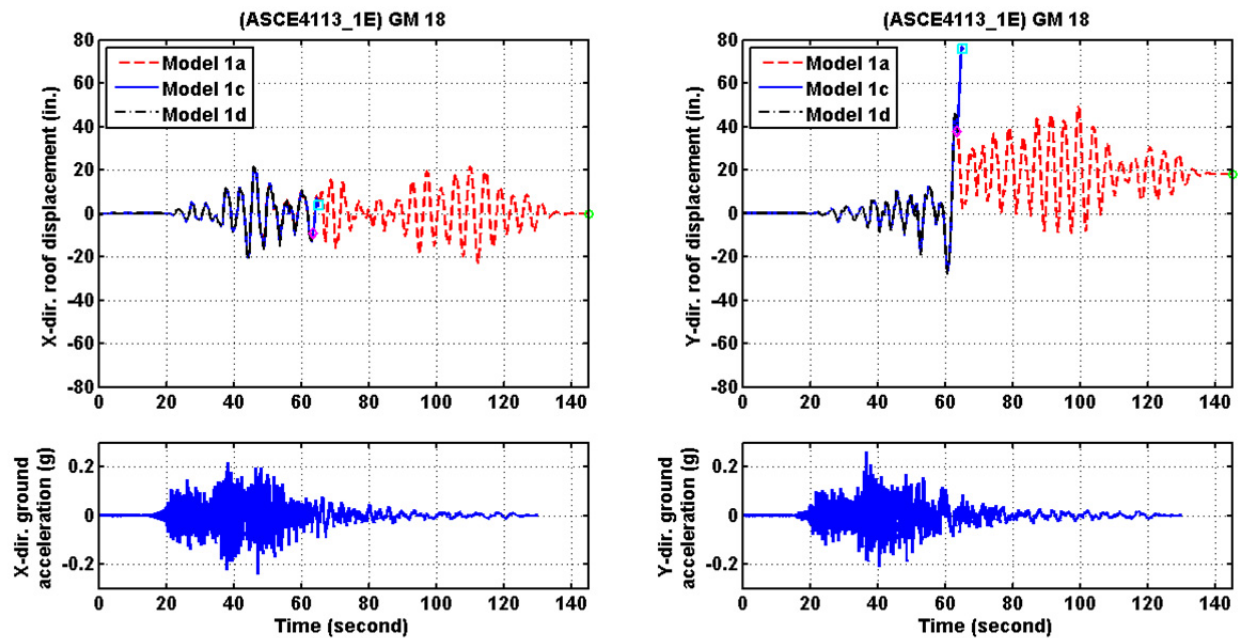 (ASCE4113_1E) GM 18
80
60
40
20
0
-20
-40
-60
-80
X-dir. roof displacement (in.)
Model 1a
Model 1c
Model 1d
0 20 40 60 80 100 120 140
0.2
0
-0.2
X-dir. ground
acceleration (g)
0 20 40 60 80 100 120 140
Time (second)
(ASCE4113_1E) GM 18
80
60
40
20
0
-20
-40
-60
-80
Y-dir. roof displacement (in.)
Model 1a
Model 1c
Model 1d
0 20 40 60 80 100 120 140
0.2
0
-0.2
Y-dir. ground
acceleration (g)
0 20 40 60 80 100 120 140
Time (second)